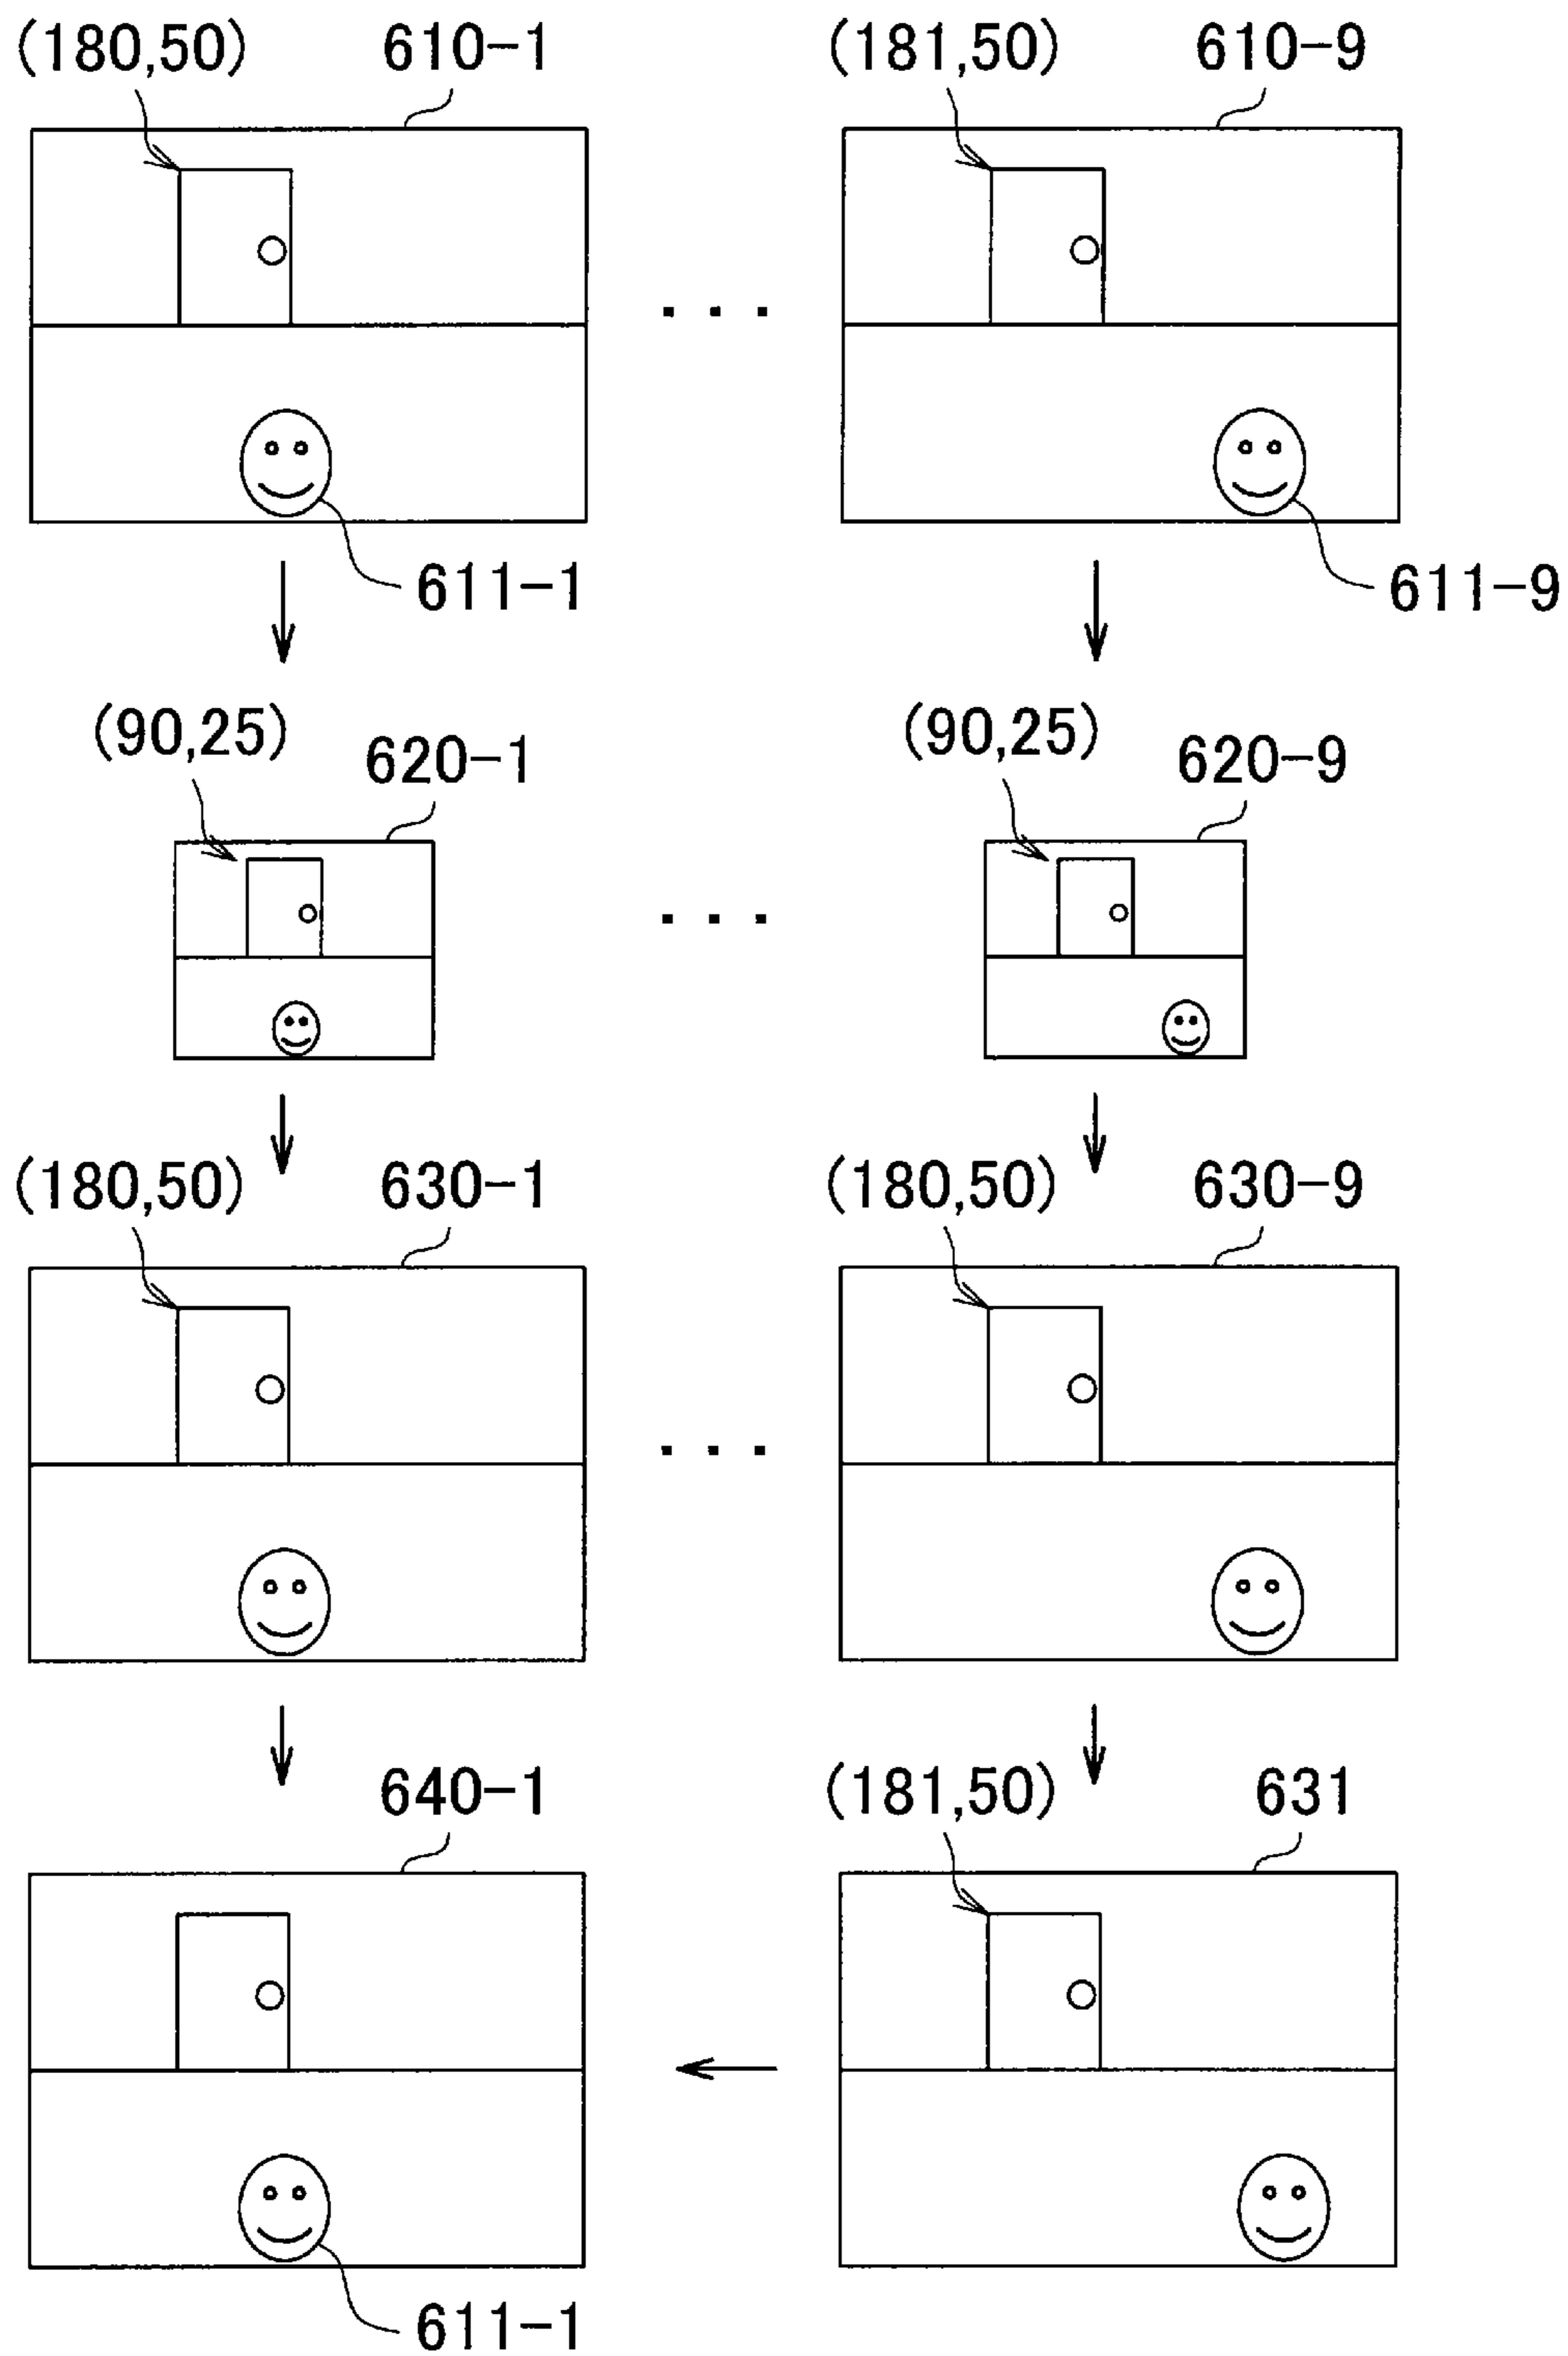 (180,50) 610-1 (181,50) 610-9
611-1 611-9
(90,25) 620-1 (90,25) 620-9
(180,50) 630-1 (180,50) 630-9
640-1 (181,50) 631
611-1